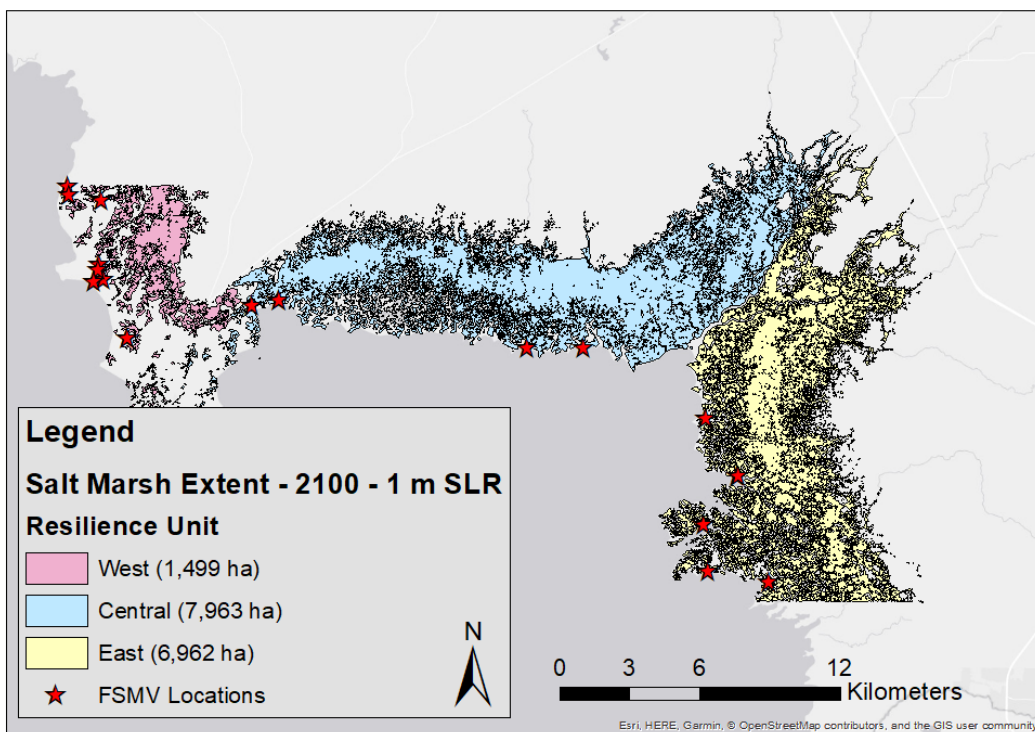 Legend
Salt Marsh Extent - 2100 - 1 m SLR
Resilience Unit
West (1,499 ha)
Central (7,963 ha)
East (6,962 ha)
FSMV Locations
N
0 3 6 12
Kilometers
Esri, HERE, Garmin, © OpenStreetMap contributors, and the GIS user community